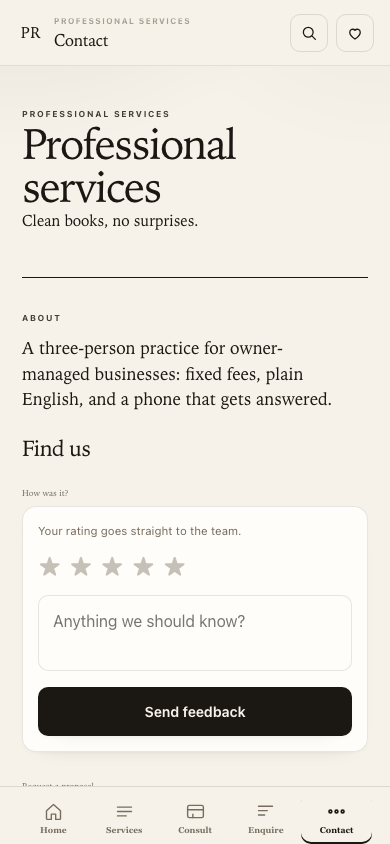 PR
PROFESSIONAL SERVICES
Contact
PROFESSIONAL SERVICES
Professional
services
Clean books, no surprises.
ABOUT
A three-person practice for owner-
managed businesses: fixed fees, plain
English, and a phone that gets answered.
Find us
How was it?
Your rating goes straight to the team.
Anything we should know?
Send feedback
Request a proposal
Home
Services
Consult
Enquire
Contact